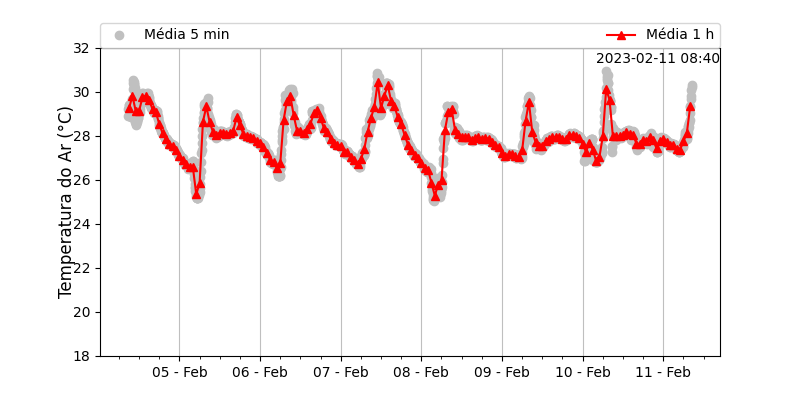 Média 5 min
Média 1 h
2023-02-11 08:40
Temperatura do Ar (°C)
32
30
28
26
24
22
20
18
05 - Feb
06 - Feb
07 - Feb
08 - Feb
09 - Feb
10 - Feb
11 - Feb